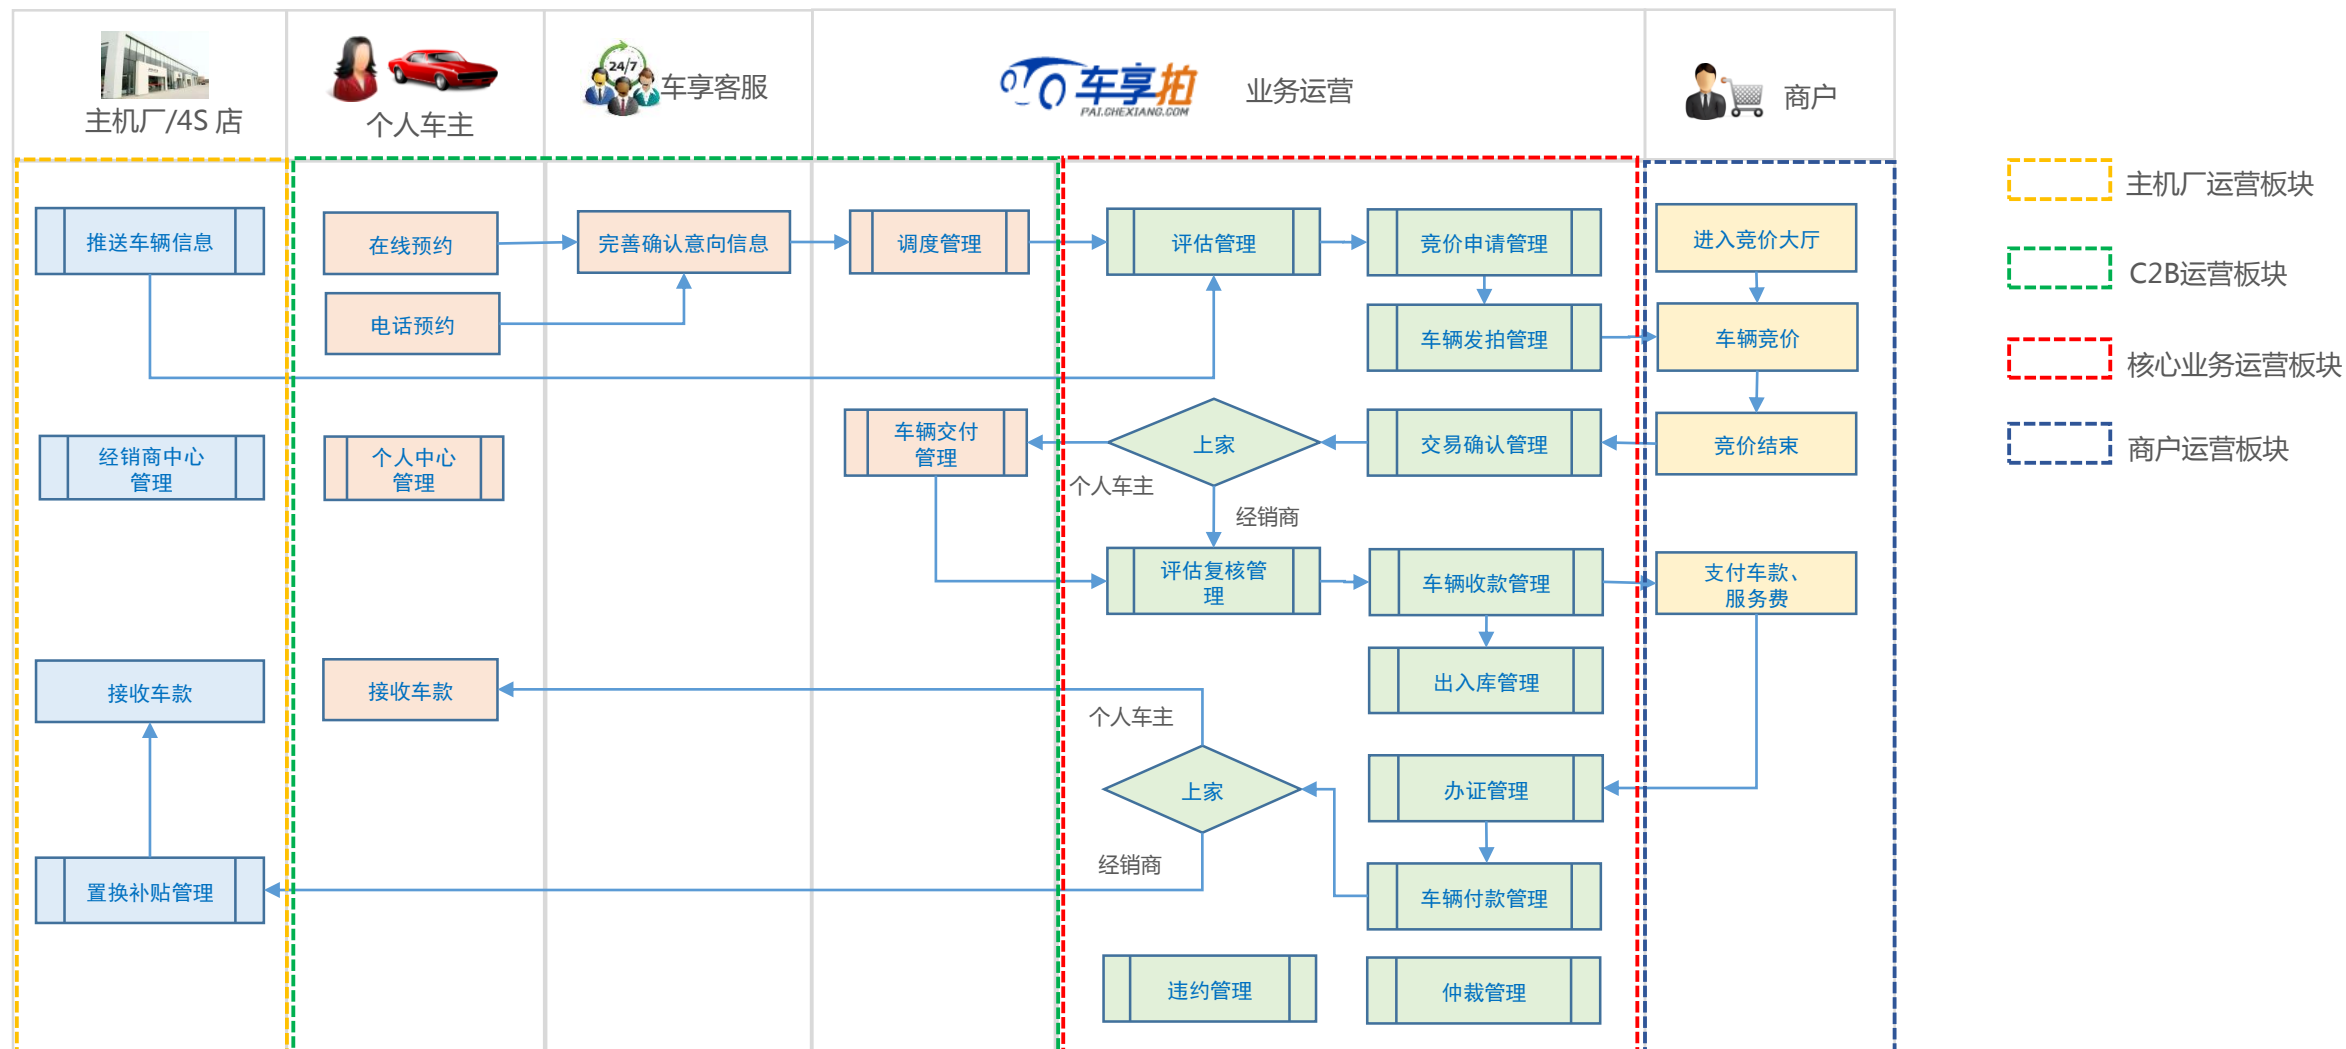 主机厂/4S 店
个人车主
24/7
车享客服
车享拍
PAI.CHEXIANG.COM
业务运营
商户
主机厂运营板块
C2B运营板块
核心业务运营板块
商户运营板块
推送车辆信息
在线预约
完善确认意向信息
调度管理
评估管理
竞价申请管理
进入竞价大厅
电话预约
车辆发拍管理
车辆竞价
经销商中心
管理
个人中心
管理
车辆交付
管理
上家
交易确认管理
竞价结束
个人车主
经销商
评估复核管
理
车辆收款管理
支付车款、
服务费
接收车款
接收车款
出入库管理
个人车主
上家
办证管理
经销商
置换补贴管理
车辆付款管理
违约管理
仲裁管理